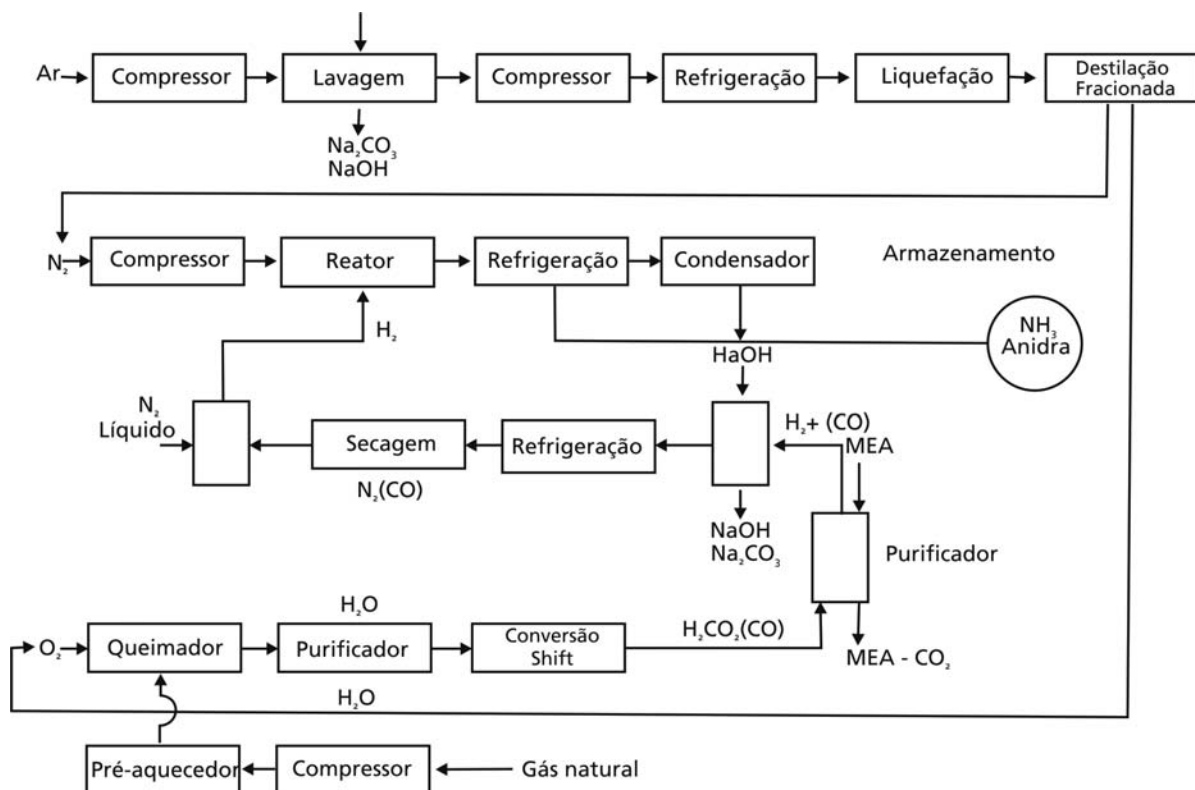 Ar
Compressor
Lavagem
Compressor
Refrigeração
Liquefação
Destilação
Fracionada
Na₂CO₃
NaOH
N₂
Compressor
Reator
Refrigeração
Condensador
Armazenamento
H₂
HaOH
NH₃
Anidra
N₂
Líquido
Secagem
Refrigeração
H₂+ (CO)
MEA
N₂(CO)
NaOH
Na₂CO₃
Purificador
H₂O
O₂
Queimador
Purificador
Conversão
Shift
H₂CO₂(CO)
MEA - CO₂
H₂O
Pré-aquecedor
Compressor
Gás natural